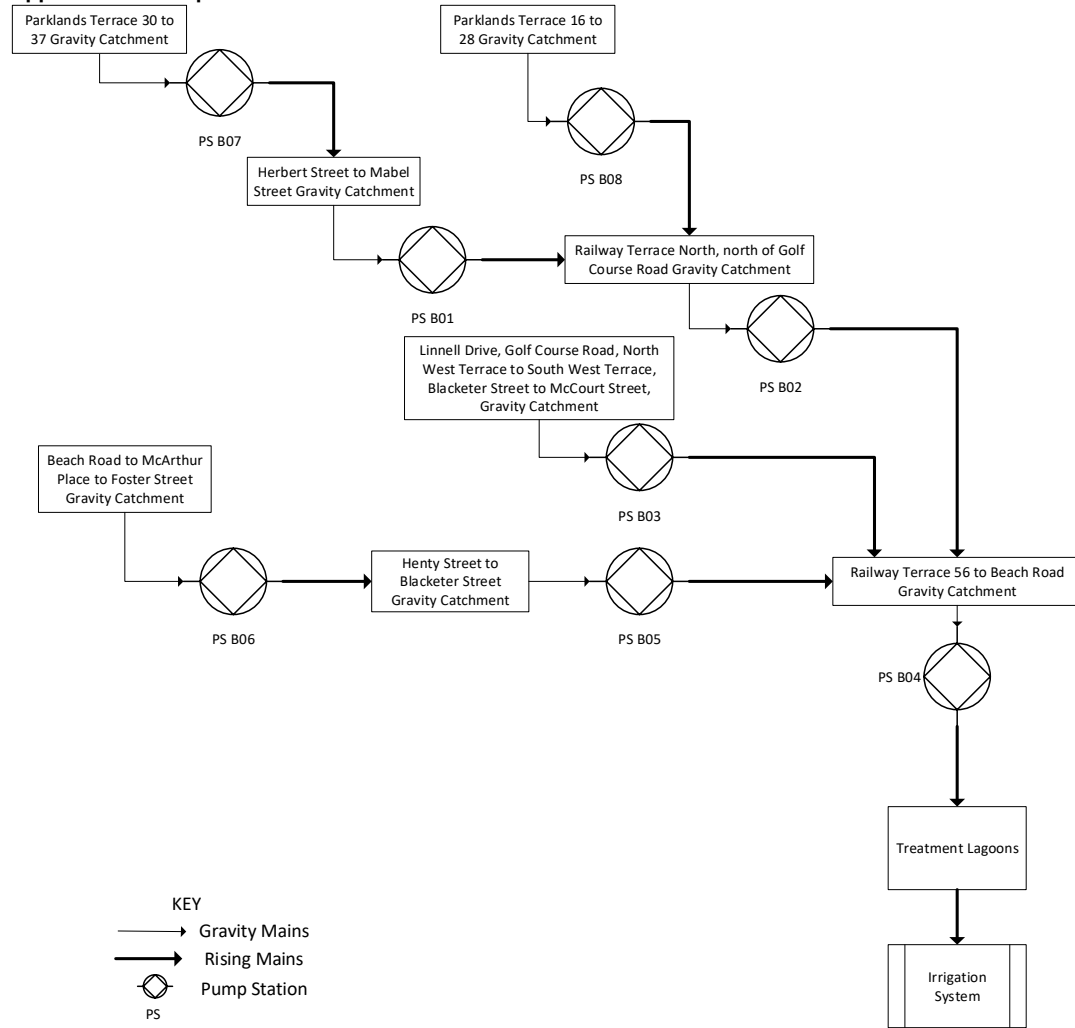 Parklands Terrace 30 to
37 Gravity Catchment
Parklands Terrace 16 to
28 Gravity Catchment
PS B07
PS B08
Herbert Street to Mabel
Street Gravity Catchment
PS B01
Railway Terrace North, north of Golf
Course Road Gravity Catchment
PS B02
Linnell Drive, Golf Course Road, North
West Terrace to South West Terrace,
Blacketer Street to McCourt Street,
Gravity Catchment
PS B03
Beach Road to McArthur
Place to Foster Street
Gravity Catchment
PS B06
Henty Street to
Blacketer Street
Gravity Catchment
PS B05
Railway Terrace 56 to Beach Road
Gravity Catchment
PS B04
Treatment Lagoons
Irrigation
System
KEY
Gravity Mains
Rising Mains
Pump Station
PS